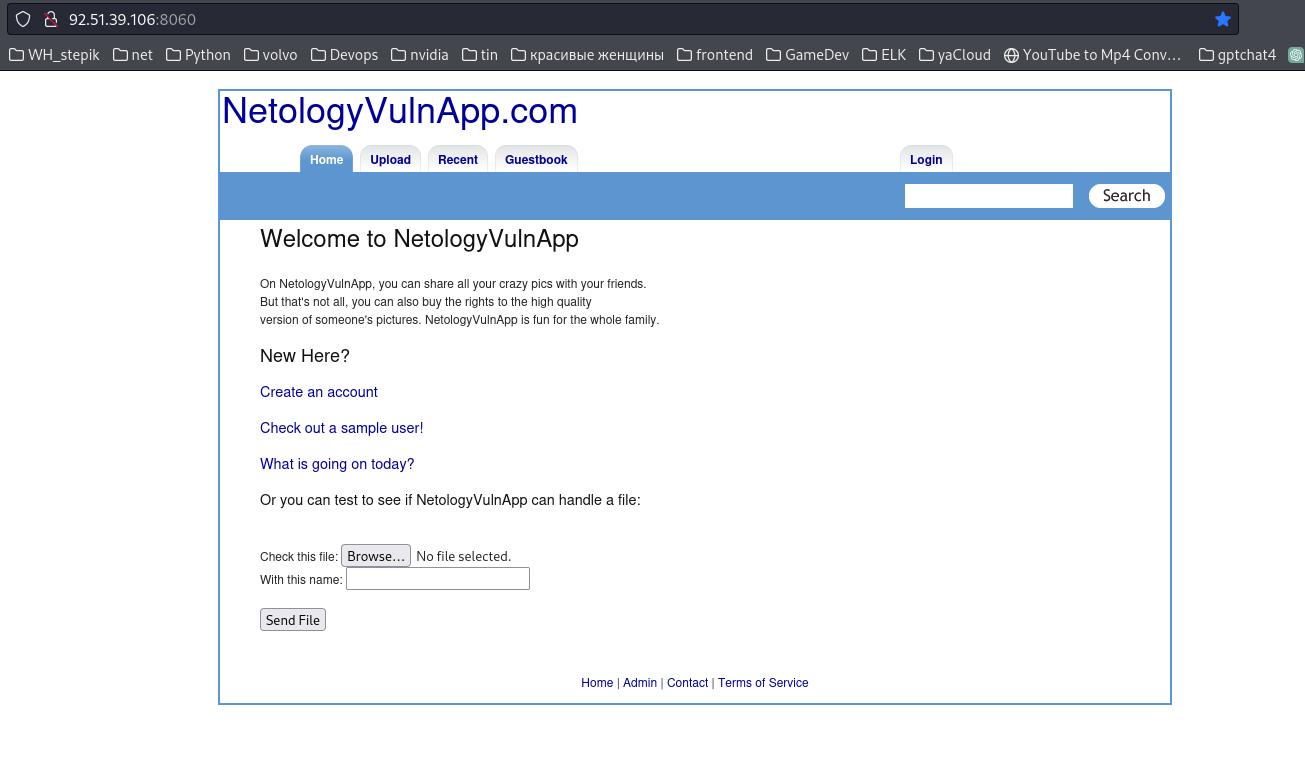 92.51.39.106:8060
WH_stepik net Python volvo Devops nvidia tin красивые женщины frontend GameDev ELK yaCloud YouTube to Mp4 Conv… gptchat4
NetologyVulnApp.com
Home Upload Recent Guestbook Login
Search
Welcome to NetologyVulnApp
On NetologyVulnApp, you can share all your crazy pics with your friends.
But that's not all, you can also buy the rights to the high quality
version of someone's pictures. NetologyVulnApp is fun for the whole family.
New Here?
Create an account
Check out a sample user!
What is going on today?
Or you can test to see if NetologyVulnApp can handle a file:
Check this file: Browse… No file selected.
With this name:
Send File
Home | Admin | Contact | Terms of Service